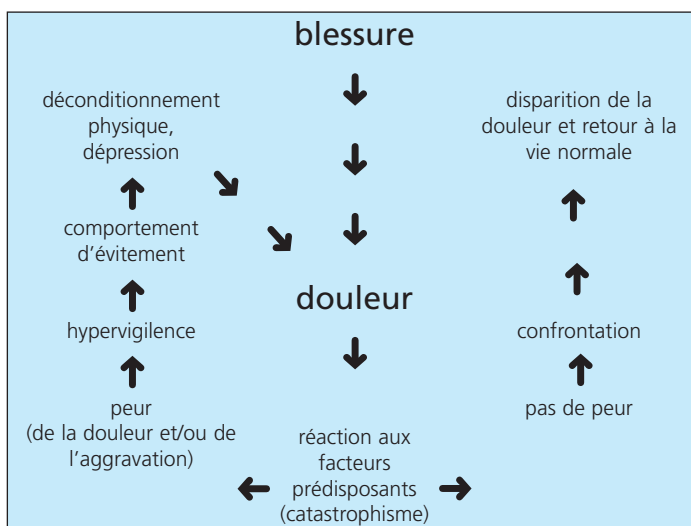 blessure
déconditionnement
physique,
dépression
disparition de la
douleur et retour à la
vie normale
comportement
d'évitement
douleur
hypervigilence
confrontation
peur
(de la douleur et/ou de
l'aggravation)
pas de peur
réaction aux
facteurs
prédisposants
(catastrophisme)